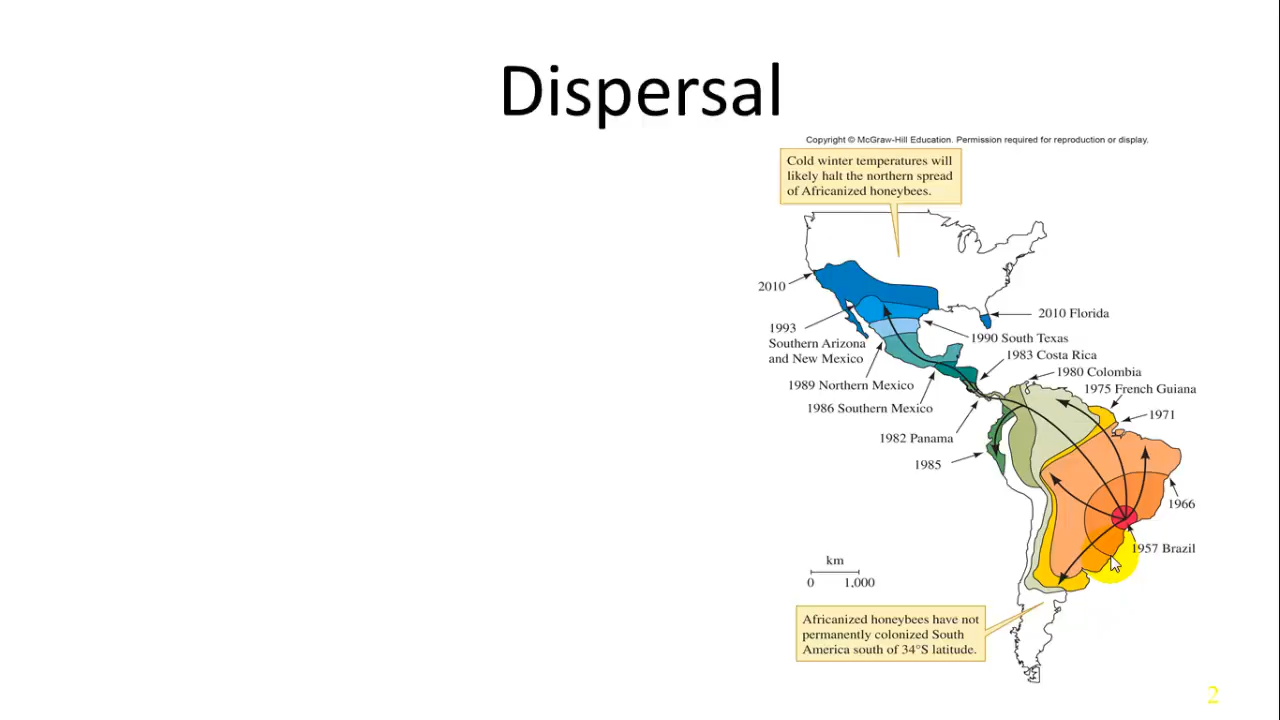 Dispersal
Copyright © McGraw-Hill Education. Permission required for reproduction or display.
Cold winter temperatures will
likely halt the northern spread
of Africanized honeybees.
2010
2010 Florida
1993
Southern Arizona
and New Mexico
1990 South Texas
1983 Costa Rica
1980 Colombia
1989 Northern Mexico
1975 French Guiana
1986 Southern Mexico
1971
1982 Panama
1985
1966
1957 Brazil
km
0 1,000
Africanized honeybees have not
permanently colonized South
America south of 34°S latitude.
2